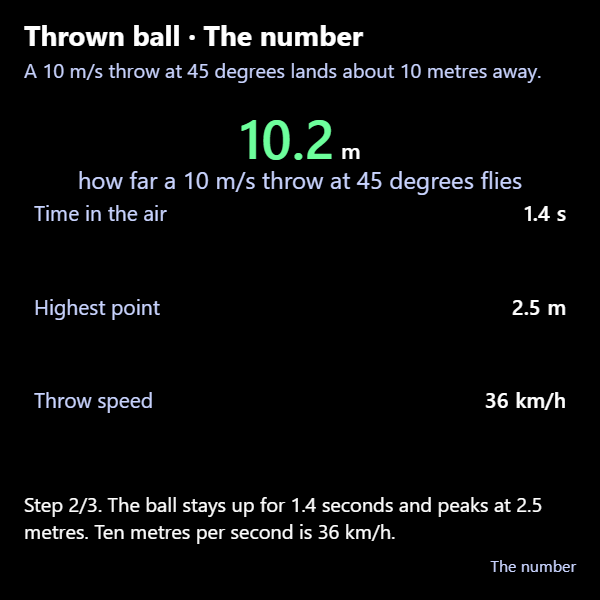 Thrown ball · The number
A 10 m/s throw at 45 degrees lands about 10 metres away.
10.2 m
how far a 10 m/s throw at 45 degrees flies
Time in the air 1.4 s
Highest point 2.5 m
Throw speed 36 km/h
Step 2/3. The ball stays up for 1.4 seconds and peaks at 2.5
metres. Ten metres per second is 36 km/h.
The number